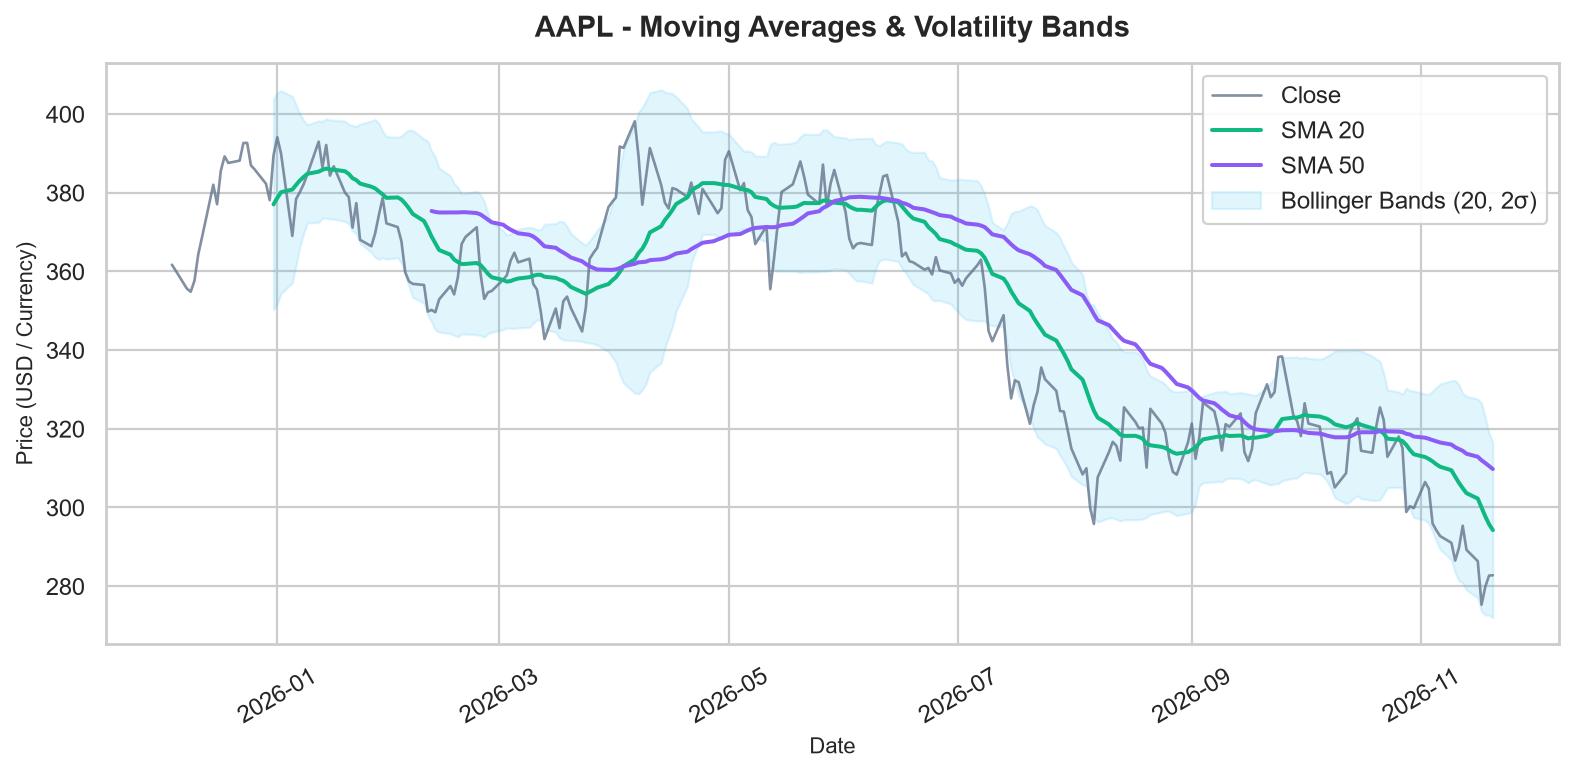 AAPL - Moving Averages & Volatility Bands
Close
SMA 20
SMA 50
Bollinger Bands (20, 2σ)
Price (USD / Currency)
400
380
360
340
320
300
280
2026-01
2026-03
2026-05
2026-07
2026-09
2026-11
Date